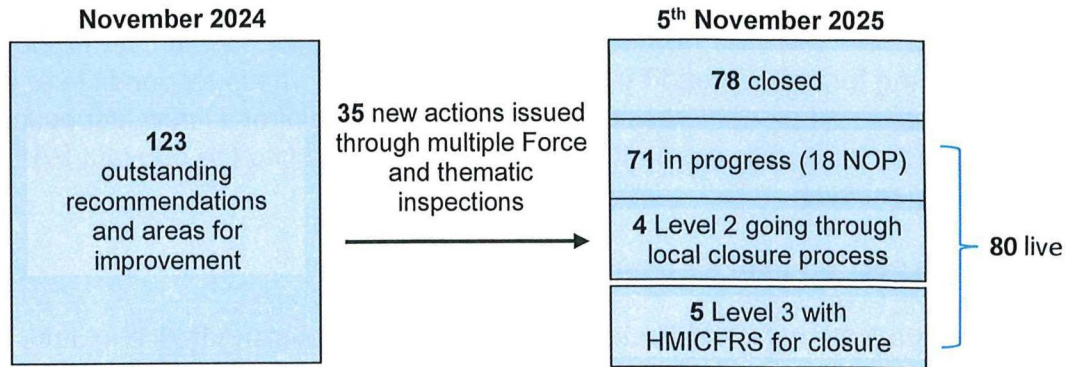 November 2024
123
outstanding
recommendations
and areas for
improvement
35 new actions issued
through multiple Force
and thematic
inspections
5th November 2025
78 closed
71 in progress (18 NOP)
4 Level 2 going through
local closure process
5 Level 3 with
HMICFRS for closure
80 live